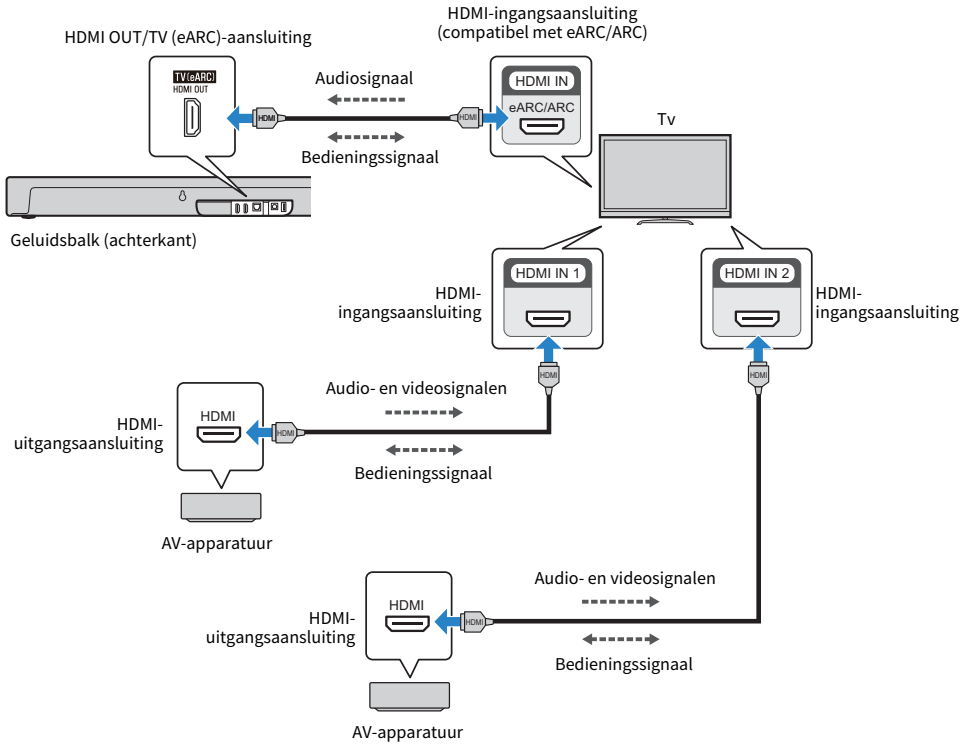 HDMI-ingangsaansluiting
(compatibel met eARC/ARC)
HDMI OUT/TV (eARC)-aansluiting
TV(eARC)
HDMI OUT
Audiosignaal
HDMI IN
eARC/ARC
HDMI
HDMI
Tv
Bedieningssignaal
Geluidsbalk (achterkant)
HDMI IN 1
HDMI IN 2
HDMI-
ingangsaansluiting
HDMI-
ingangsaansluiting
HDMI
HDMI
Audio- en videosignalen
HDMI-
uitgangsaansluiting
HDMI
HDMI
Bedieningssignaal
AV-apparatuur
Audio- en videosignalen
HDMI-
uitgangsaansluiting
HDMI
HDMI
Bedieningssignaal
AV-apparatuur